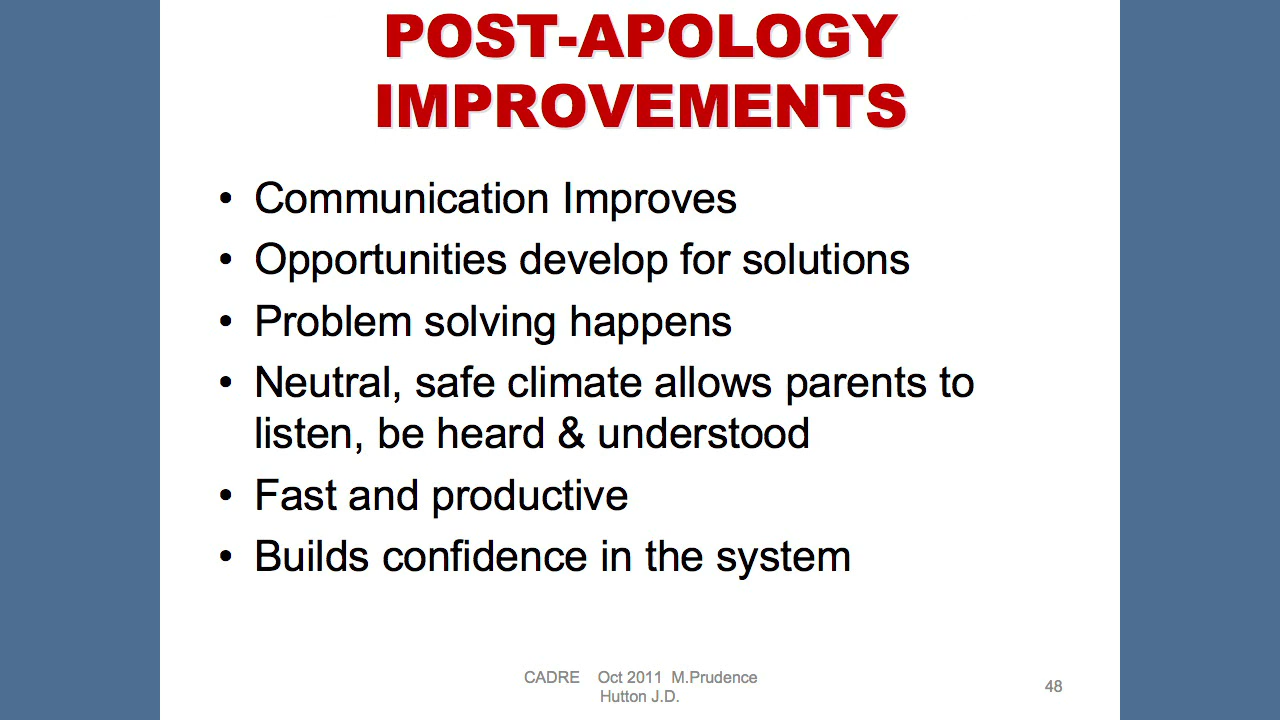 POST-APOLOGY
IMPROVEMENTS
• Communication Improves
• Opportunities develop for solutions
• Problem solving happens
• Neutral, safe climate allows parents to
listen, be heard & understood
• Fast and productive
• Builds confidence in the system
CADRE Oct 2011 M.Prudence
Hutton J.D.
48